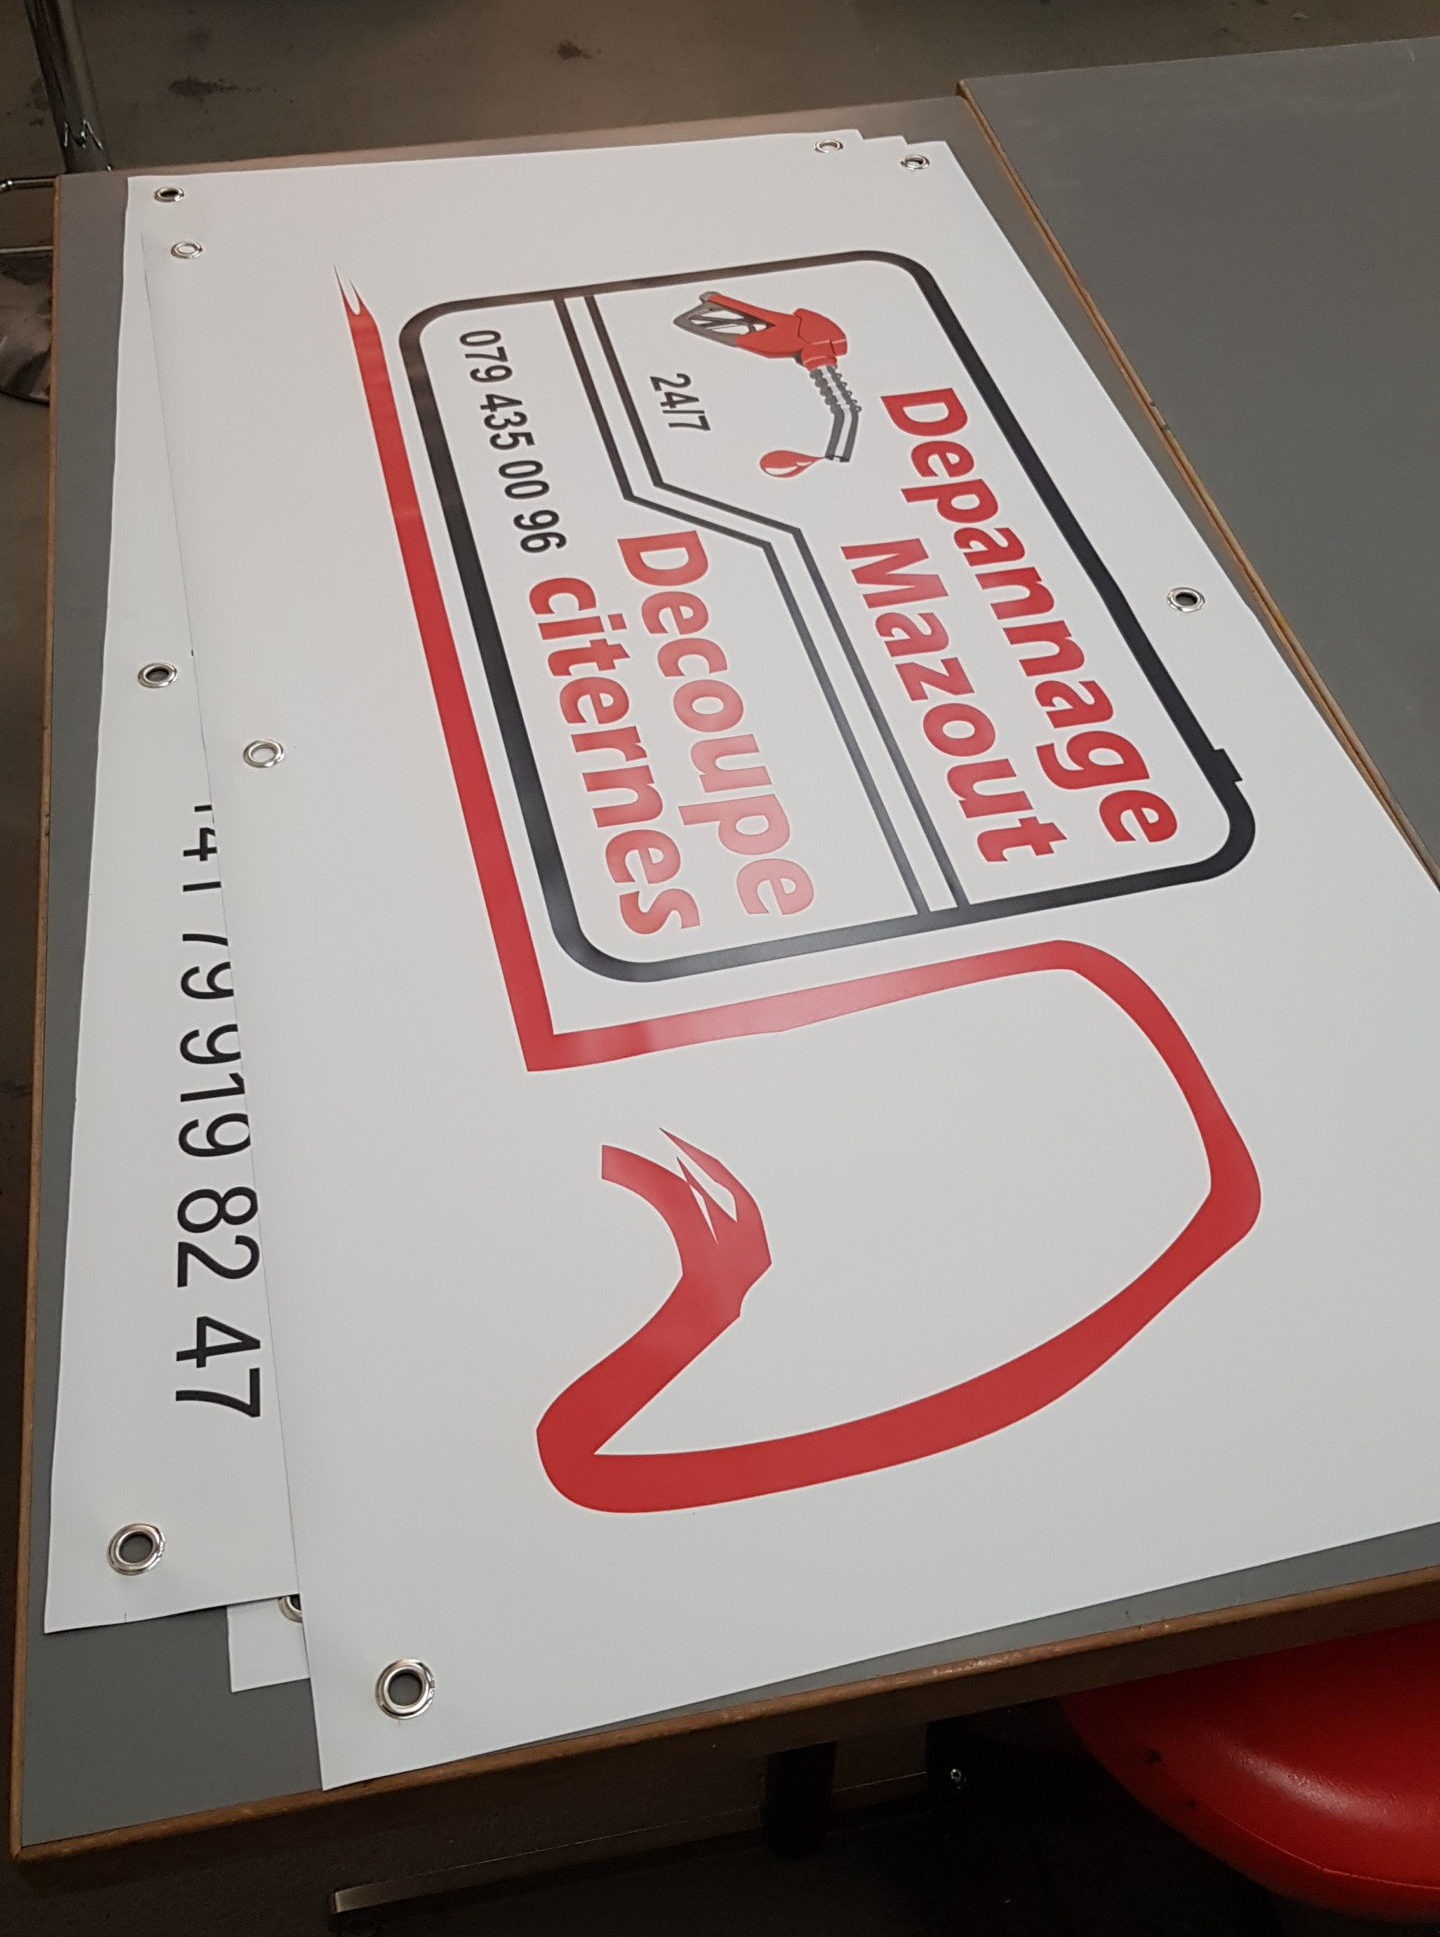 Depannage
Mazout
24/7
Decoupe
citernes
079 435 00 96
79 919 82 47